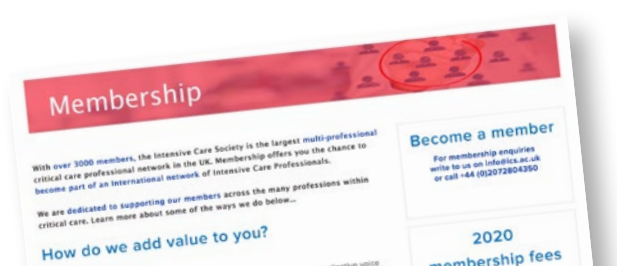 Membership
With over 3000 members, the Intensive Care Society is the largest multi-professional
critical care professional network in the UK. Membership offers you the chance to
become part of an International network of Intensive Care Professionals.
We are dedicated to supporting our members across the many professions within
critical care. Learn more about some of the ways we do below...
How do we add value to you?
voice
Become a member
For membership enquiries
write to us on info@ics.ac.uk
or call +44 (0)2072804350
2020
membership fees